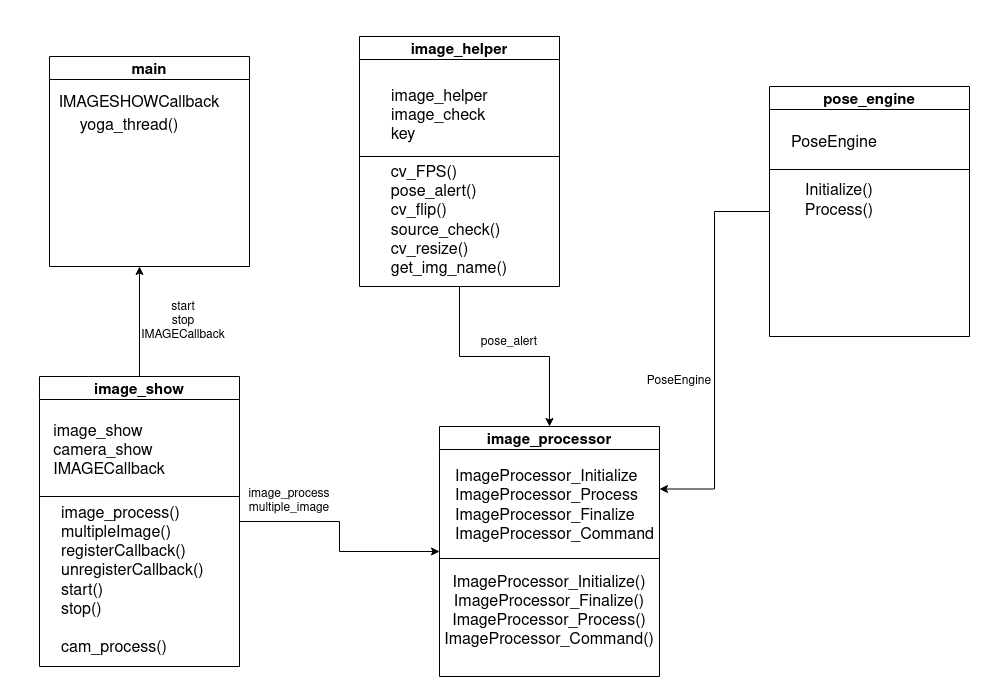 main
IMAGESHOWCallback
yoga_thread()
image_helper
image_helper
image_check
key
cv_FPS()
pose_alert()
cv_flip()
source_check()
cv_resize()
get_img_name()
pose_engine
PoseEngine
Initialize()
Process()
start
stop
IMAGECallback
pose_alert
PoseEngine
image_show
image_show
camera_show
IMAGECallback
image_process()
multipleImage()
registerCallback()
unregisterCallback()
start()
stop()
cam_process()
image_process
multiple_image
image_processor
ImageProcessor_Initialize
ImageProcessor_Process
ImageProcessor_Finalize
ImageProcessor_Command
ImageProcessor_Initialize()
ImageProcessor_Finalize()
ImageProcessor_Process()
ImageProcessor_Command()